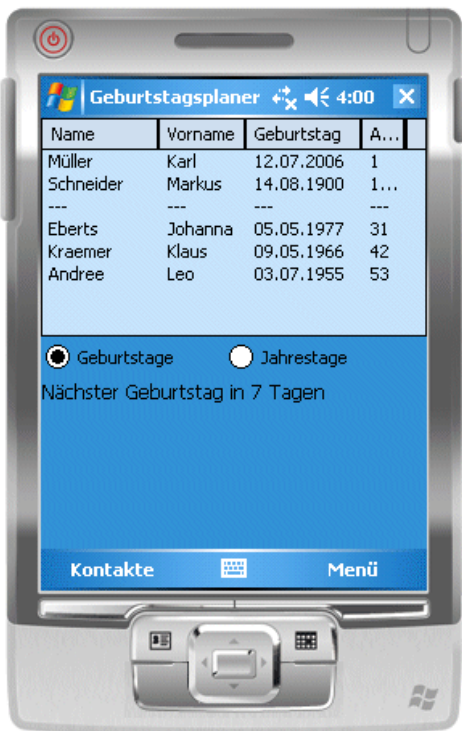 Geburtstagsplaner 4:00
Name Vorname Geburtstag A...
Müller Karl 12.07.2006 1
Schneider Markus 14.08.1900 1...
--- --- --- ---
Eberts Johanna 05.05.1977 31
Kraemer Klaus 09.05.1966 42
Andree Leo 03.07.1955 53
Geburtstage Jahrestage
Nächster Geburtstag in 7 Tagen
Kontakte Menü